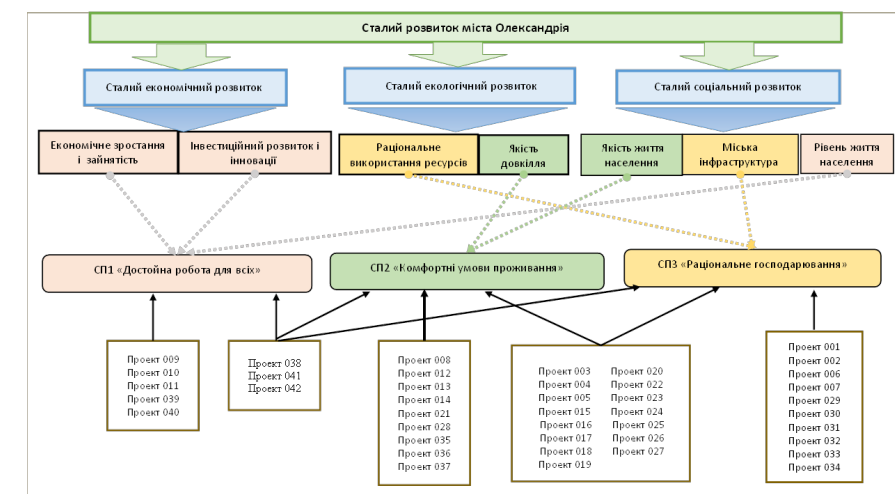 Сталий розвиток міста Олександрія
Сталий економічний розвиток
Сталий екологічний розвиток
Сталий соціальний розвиток
Економічне зростання
і зайнятість
Інвестиційний розвиток і
інновації
Раціональне
використання ресурсів
Якість
довкілля
Якість життя
населення
Міська
інфраструктура
Рівень життя
населення
СП1 «Достойна робота для всіх»
СП2 «Комфортні умови проживання»
СП3 «Раціональне господарювання»
Проект 009
Проект 010
Проект 011
Проект 039
Проект 040
Проект 038
Проект 041
Проект 042
Проект 008
Проект 012
Проект 013
Проект 014
Проект 021
Проект 028
Проект 035
Проект 036
Проект 037
Проект 003
Проект 004
Проект 005
Проект 015
Проект 016
Проект 017
Проект 018
Проект 019
Проект 020
Проект 022
Проект 023
Проект 024
Проект 025
Проект 026
Проект 027
Проект 001
Проект 002
Проект 006
Проект 007
Проект 029
Проект 030
Проект 031
Проект 032
Проект 033
Проект 034